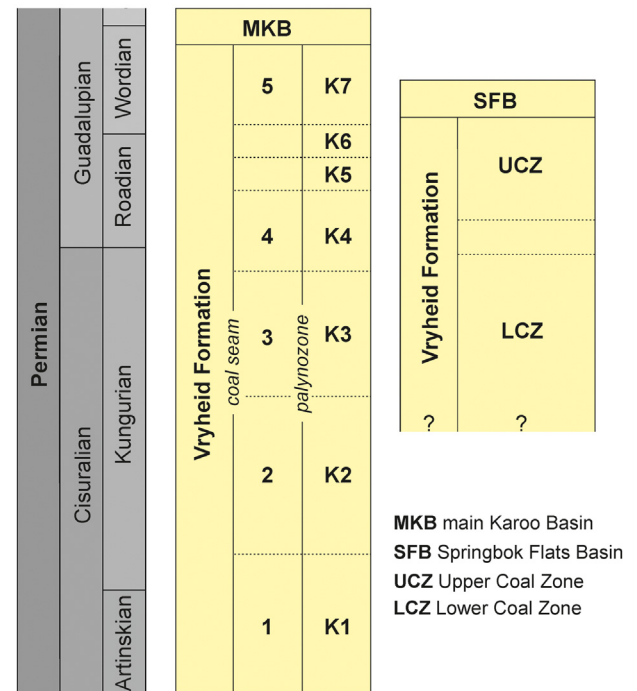 Permian
Guadalupian
Cisuralian
Wordian
Roadian
Kungurian
Artinskian
MKB
Vryheid Formation
coal seam
palynozone
5 K7
K6
K5
4 K4
3 K3
2 K2
1 K1
SFB
Vryheid Formation
UCZ
LCZ
? ?
MKB main Karoo Basin
SFB Springbok Flats Basin
UCZ Upper Coal Zone
LCZ Lower Coal Zone